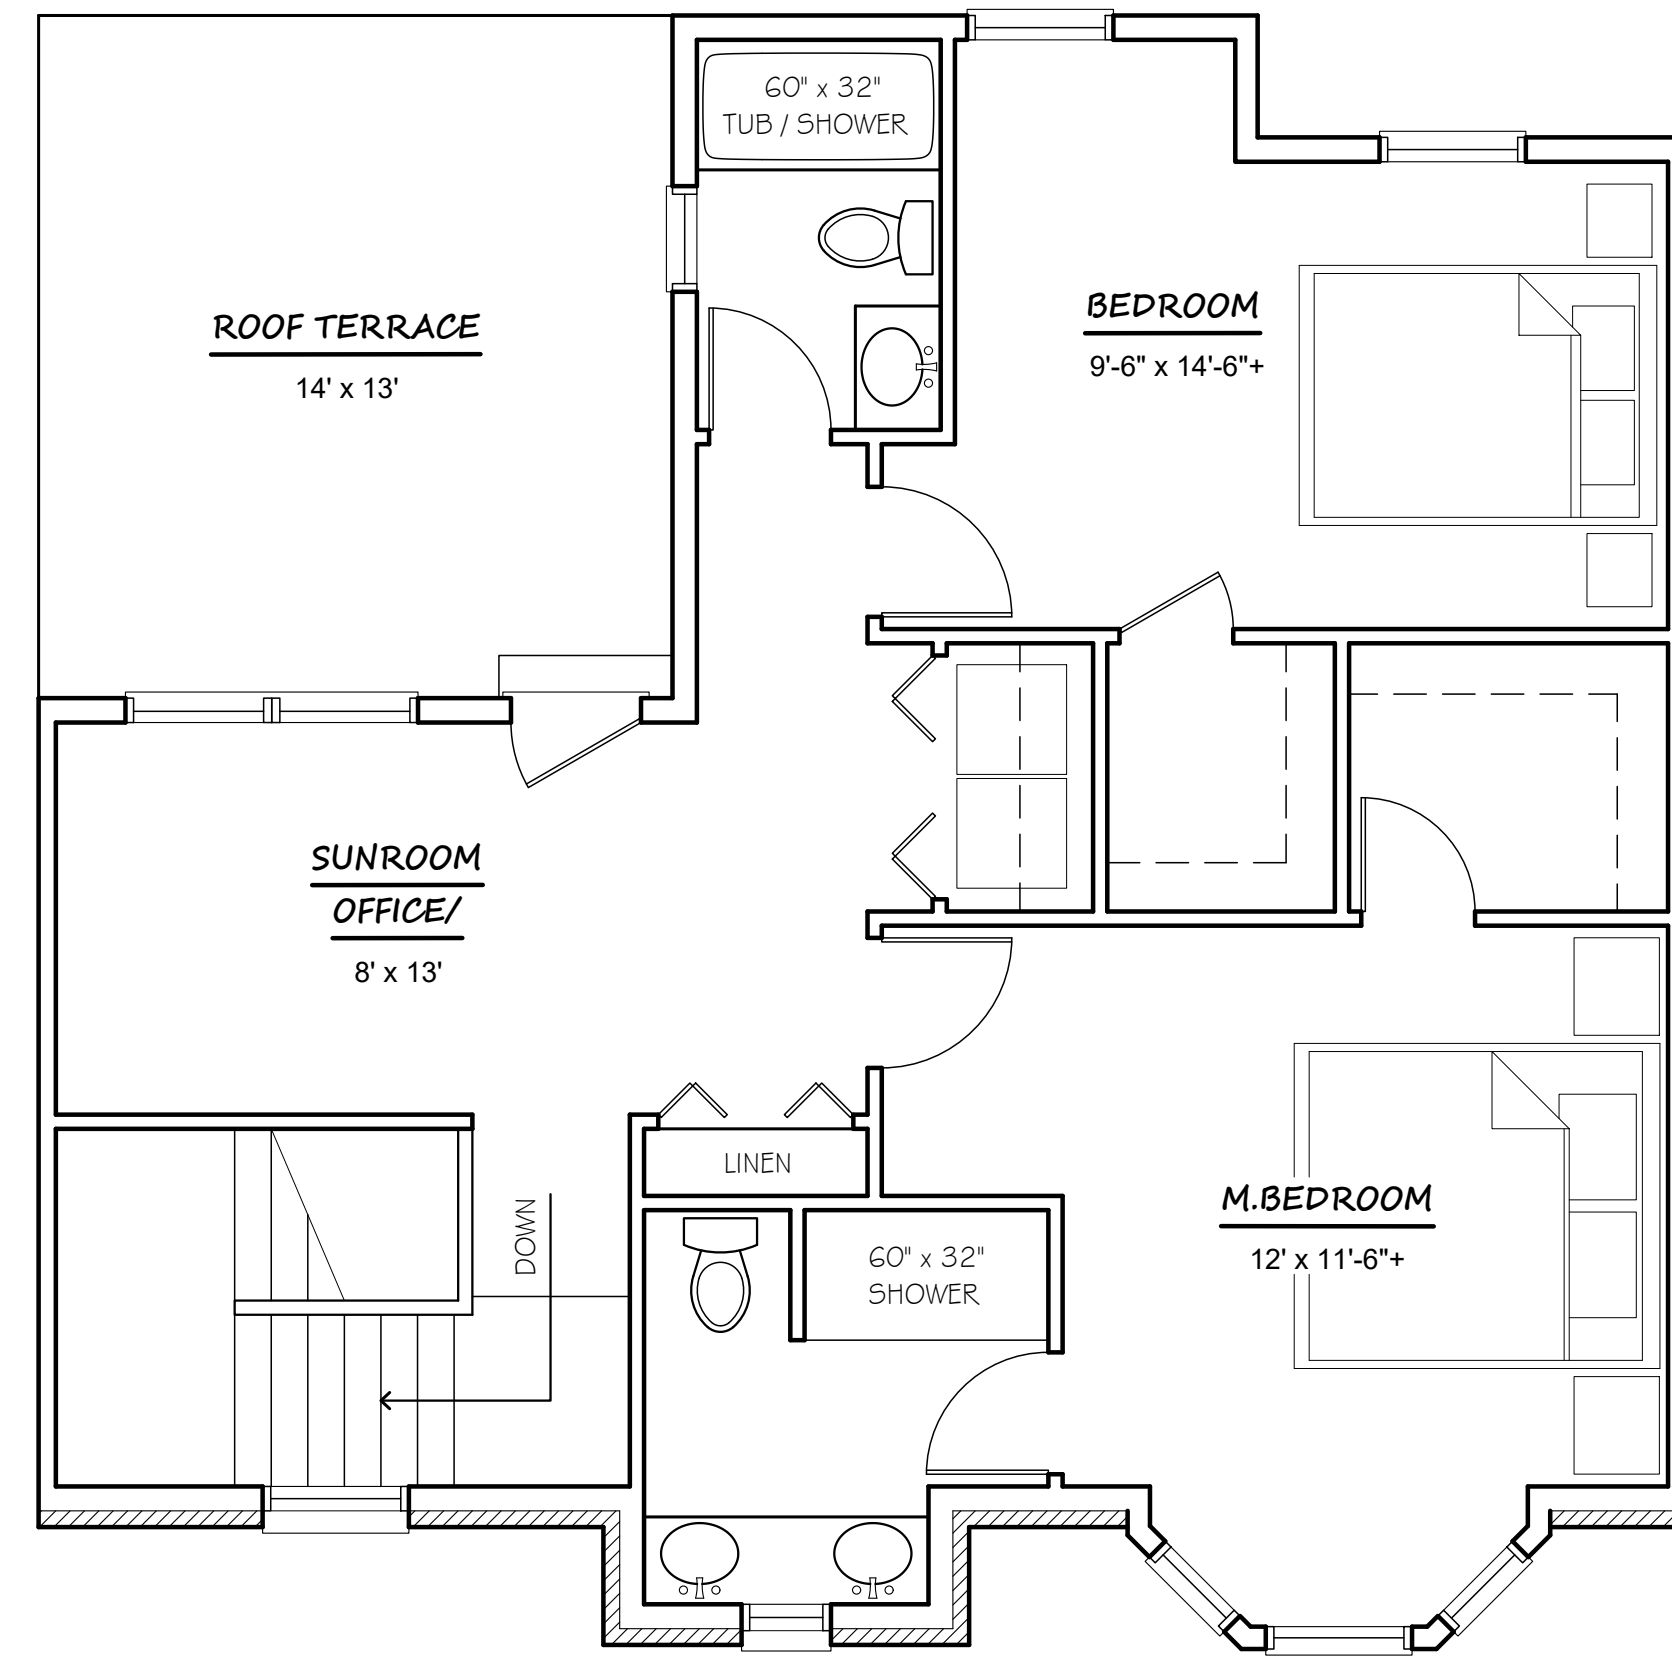 60" x 32"
TUB / SHOWER
ROOF TERRACE
14' x 13'
BEDROOM
9'-6" x 14'-6"+
SUNROOM
OFFICE/
8' x 13'
LINEN
DOWN
60" x 32"
SHOWER
M.BEDROOM
12' x 11'-6"+